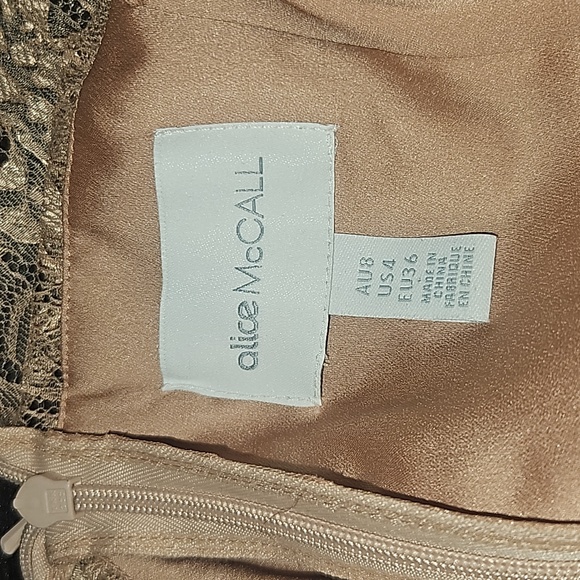 alice McCALL
AU8
US4
EU36
MADE IN
CHINA
FABRIQUE
EN CHINE